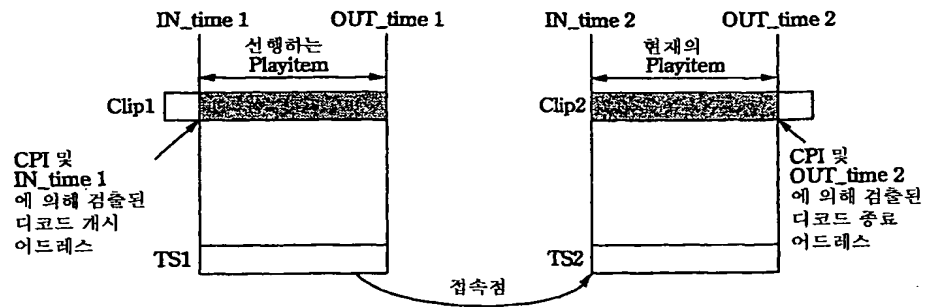 IN_time 1
OUT_time 1
IN_time 2
OUT_time 2
선행하는
Playitem
현재의
Playitem
Clip1
Clip2
CPI 및
IN_time 1
에 의해 검출된
디코드 개시
어드레스
CPI 및
OUT_time 2
에 의해 검출된
디코드 종료
어드레스
TS1
TS2
접속점